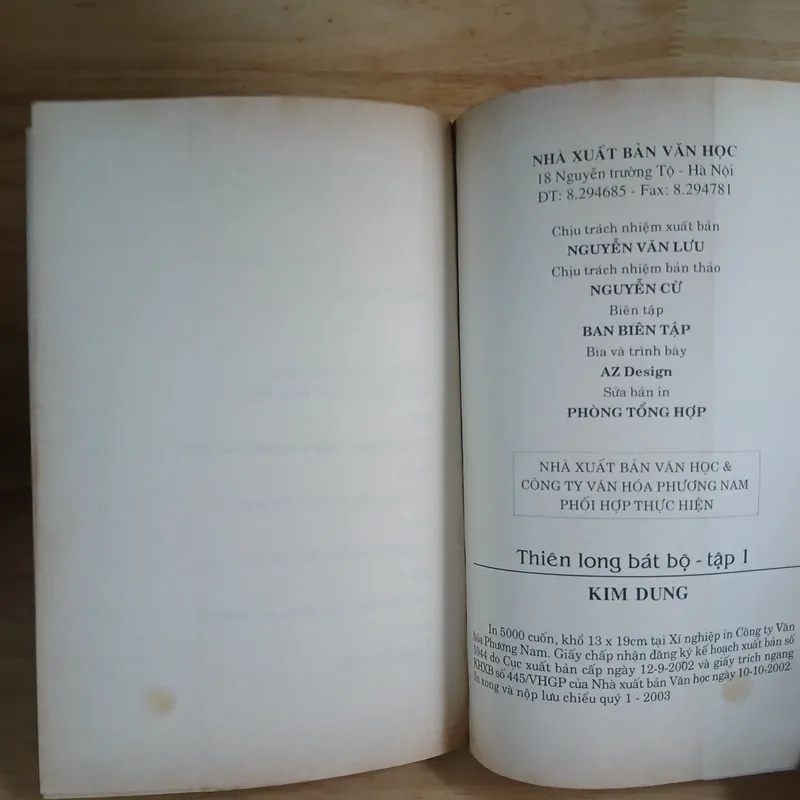 NHÀ XUẤT BẢN VĂN HỌC
18 Nguyễn trường Tộ - Hà Nội
ĐT: 8.294685 - Fax: 8.294781
Chịu trách nhiệm xuất bản
NGUYỄN VĂN LƯU
Chịu trách nhiệm bản thảo
NGUYỄN CỪ
Biên tập
BAN BIÊN TẬP
Bìa và trình bày
AZ Design
Sửa bản in
PHÒNG TỔNG HỢP
NHÀ XUẤT BẢN VĂN HỌC &
CÔNG TY VĂN HÓA PHƯƠNG NAM
PHỐI HỢP THỰC HIỆN
Thiên long bát bộ - tập 1
KIM DUNG
In 5000 cuốn, khổ 13 x 19cm tại Xí nghiệp in Công ty Văn
hóa Phương Nam. Giấy chấp nhận đăng ký kế hoạch xuất bản số
1044 do Cục xuất bản cấp ngày 12-9-2002 và giấy trích ngang
KHXB số 445/VHGP của Nhà xuất bản Văn học ngày 10-10-2002.
In xong và nộp lưu chiểu quý 1 - 2003